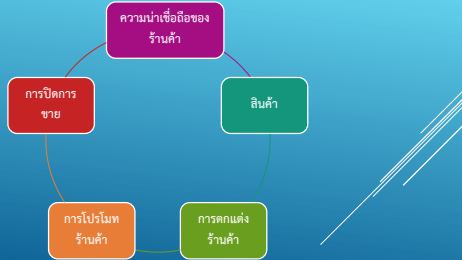 ความน่าเชื่อถือของ
ร้านค้า
สินค้า
การตกแต่ง
ร้านค้า
การโปรโมท
ร้านค้า
การปิดการ
ขาย